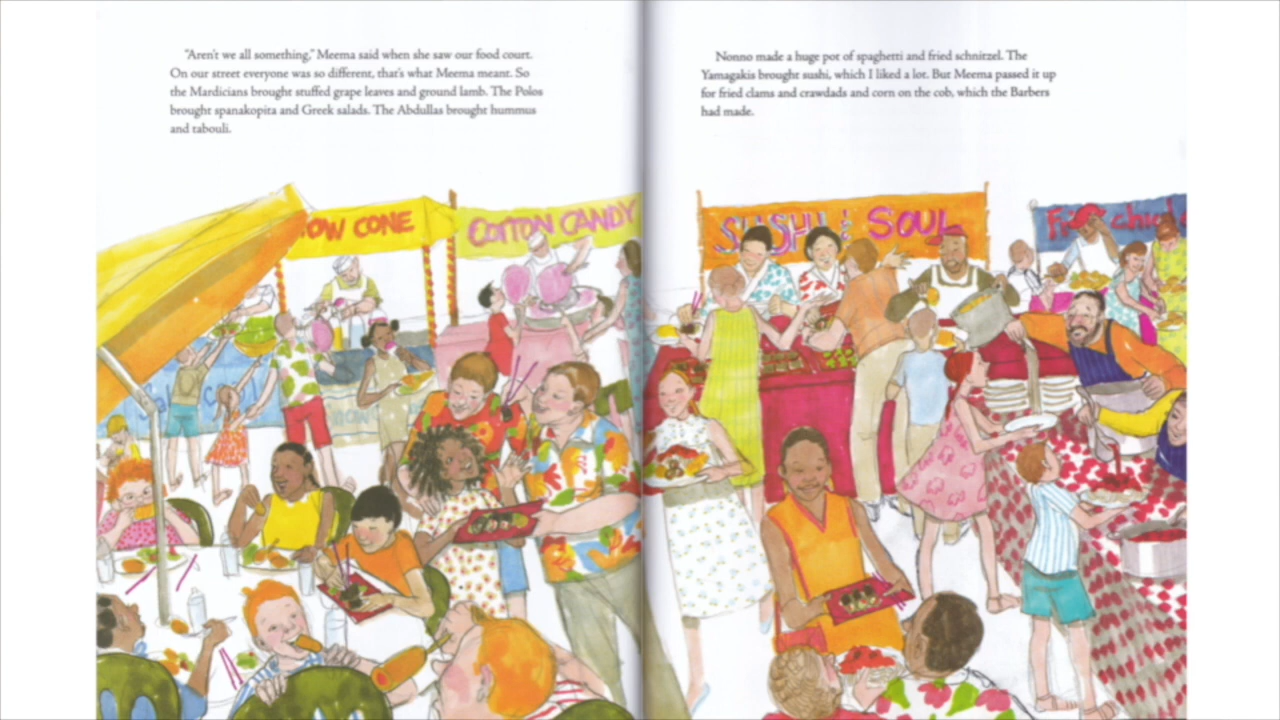 "Aren't we all something," Meema said when she saw our food court.
On our street everyone was so different, that's what Meema meant. So
the Mardicians brought stuffed grape leaves and ground lamb. The Polos
brought spanakopita and Greek salads. The Abdullas brought hummus
and tabouli.
Nonno made a huge pot of spaghetti and fried schnitzel. The
Yamagakis brought sushi, which I liked a lot. But Meema passed it up
for fried clams and crawdads and corn on the cob, which the Barbers
had made.
OW CONE
COTTON CANDY
SUSHI & SOUL